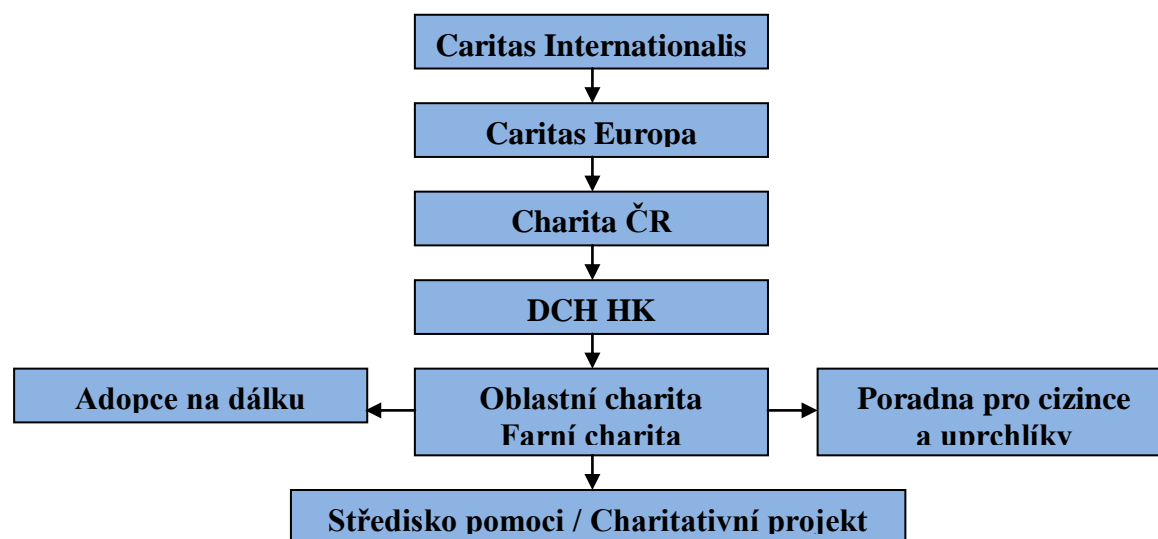 Caritas Internationalis
Caritas Europa
Charita ČR
DCH HK
Adopce na dálku
Oblastní charita
Farní charita
Poradna pro cizince
a uprchlíky
Středisko pomoci / Charitativní projekt